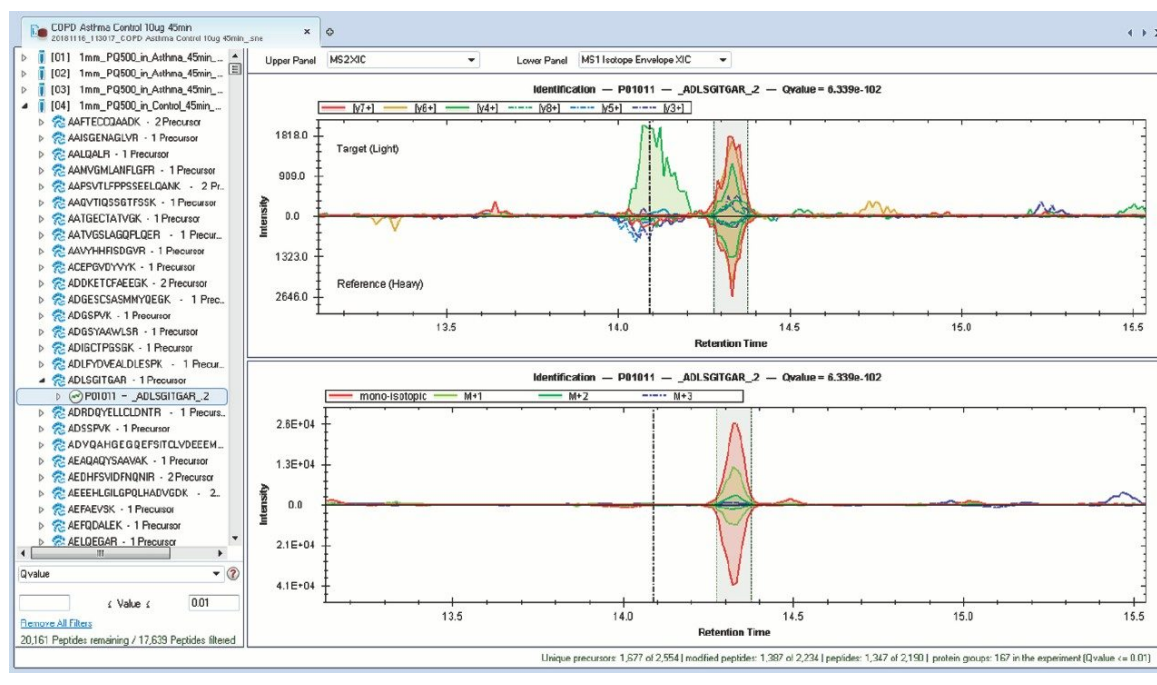 COPD Asthma Control 10ug 45min
20181116_113017_COPD Asthma Control 10ug 45min_.sne
[01] 1mm_PQ500_in_Asthma_45min_...
[02] 1mm_PQ500_in_Asthma_45min_...
[03] 1mm_PQ500_in_Asthma_45min_...
[04] 1mm_PQ500_in_Control_45min_...
AAFTECCQAADK - 2 Precursor
AAISGENAGLVR - 1 Precursor
AALQALR - 1 Precursor
AAMVGMLANFLGFR - 1 Precursor
AAPSVTLFPPSSEELQANK - 2 Pr..
AAQVTIQSSGTFSSK - 1 Precursor
AATGECTATVGK - 1 Precursor
AATVGSLAGQPLQER - 1 Precur...
AAVYHHFISDGVR - 1 Precursor
ACEPGVDYVYK - 1 Precursor
ADDKETCFAEEGK - 2 Precursor
ADGESCSASMMYQEGK - 1 Prec...
ADGSPVK - 1 Precursor
ADGSYAAWLSR - 1 Precursor
ADIGCTPGSGK - 1 Precursor
ADLFYDVEALDLESPK - 1 Precur...
ADLSGITGAR - 1 Precursor
P01011 - _ADLSGITGAR_.2
ADRDQYELLCLDNTR - 1 Precurs..
ADSSPVK - 1 Precursor
ADVQAHGEGQEFSITCLVDEEEM...
AEAQAQYSAAVAK - 1 Precursor
AEDHFSVIDFNQNIR - 2 Precursor
AEEEHLGILGPQLHADVGDK - 2..
AEFAEVSK - 1 Precursor
AEFQDALEK - 1 Precursor
AELQEGAR - 1 Precursor
Qvalue
≤ Value ≤ 0.01
Remove All Filters
20,161 Peptides remaining / 17,639 Peptides filtered
Upper Panel MS2 XIC Lower Panel MS1 Isotope Envelope XIC
Identification — P01011 — _ADLSGITGAR_.2 — Qvalue = 6.339e-102
[y7+] [y6+] [y4+] [y8+] [y5+] [y3+]
Target (Light)
Reference (Heavy)
Intensity
1818.0
909.0
0.0
1323.0
2646.0
13.5 14.0 14.5 15.0 15.5
Retention Time
Identification — P01011 — _ADLSGITGAR_.2 — Qvalue = 6.339e-102
mono-isotopic M+1 M+2 M+3
Intensity
2.6E+04
1.3E+04
0.0
2.1E+04
4.1E+04
13.5 14.0 14.5 15.0 15.5
Retention Time
Unique precursors: 1,677 of 2,554 | modified peptides: 1,387 of 2,234 | peptides: 1,347 of 2,190 | protein groups: 167 in the experiment (Qvalue <= 0.01)